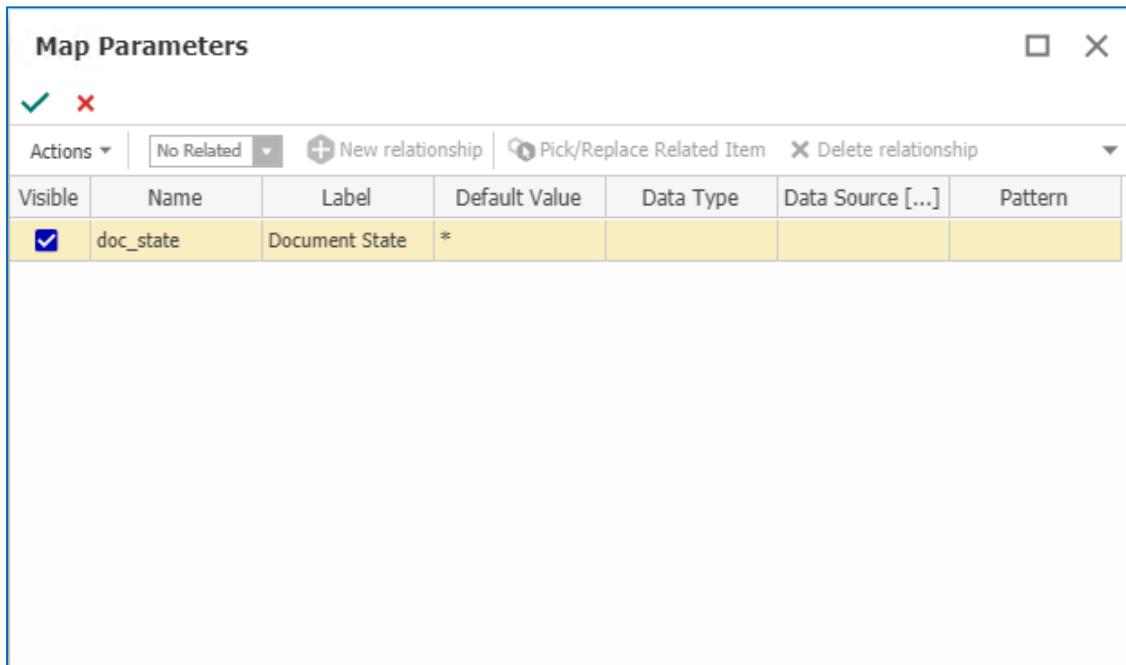 Map Parameters
Actions No Related New relationship Pick/Replace Related Item Delete relationship
Visible Name Label Default Value Data Type Data Source [...] Pattern
doc_state Document State *